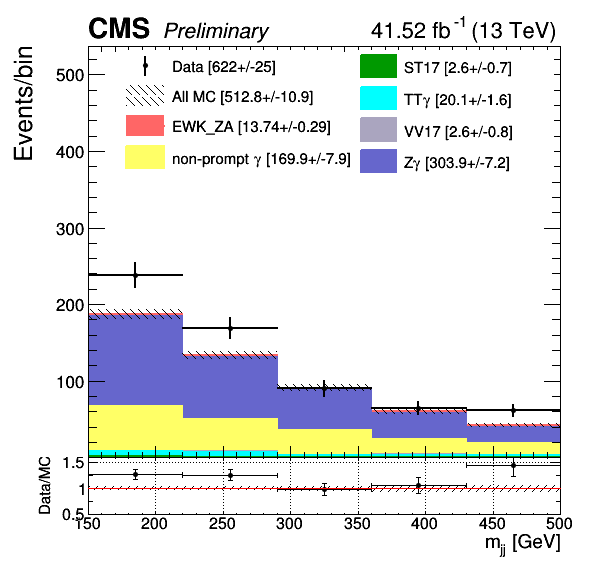 CMS Preliminary 41.52 fb⁻¹ (13 TeV)
Events/bin
500
400
300
200
100
Data [622+/-25]
All MC [512.8+/-10.9]
EWK_ZA [13.74+/-0.29]
non-prompt γ [169.9+/-7.9]
ST17 [2.6+/-0.7]
TTγ [20.1+/-1.6]
VV17 [2.6+/-0.8]
Zγ [303.9+/-7.2]
Data/MC
1.5
1
0.5
150 200 250 300 350 400 450 500
m_jj [GeV]